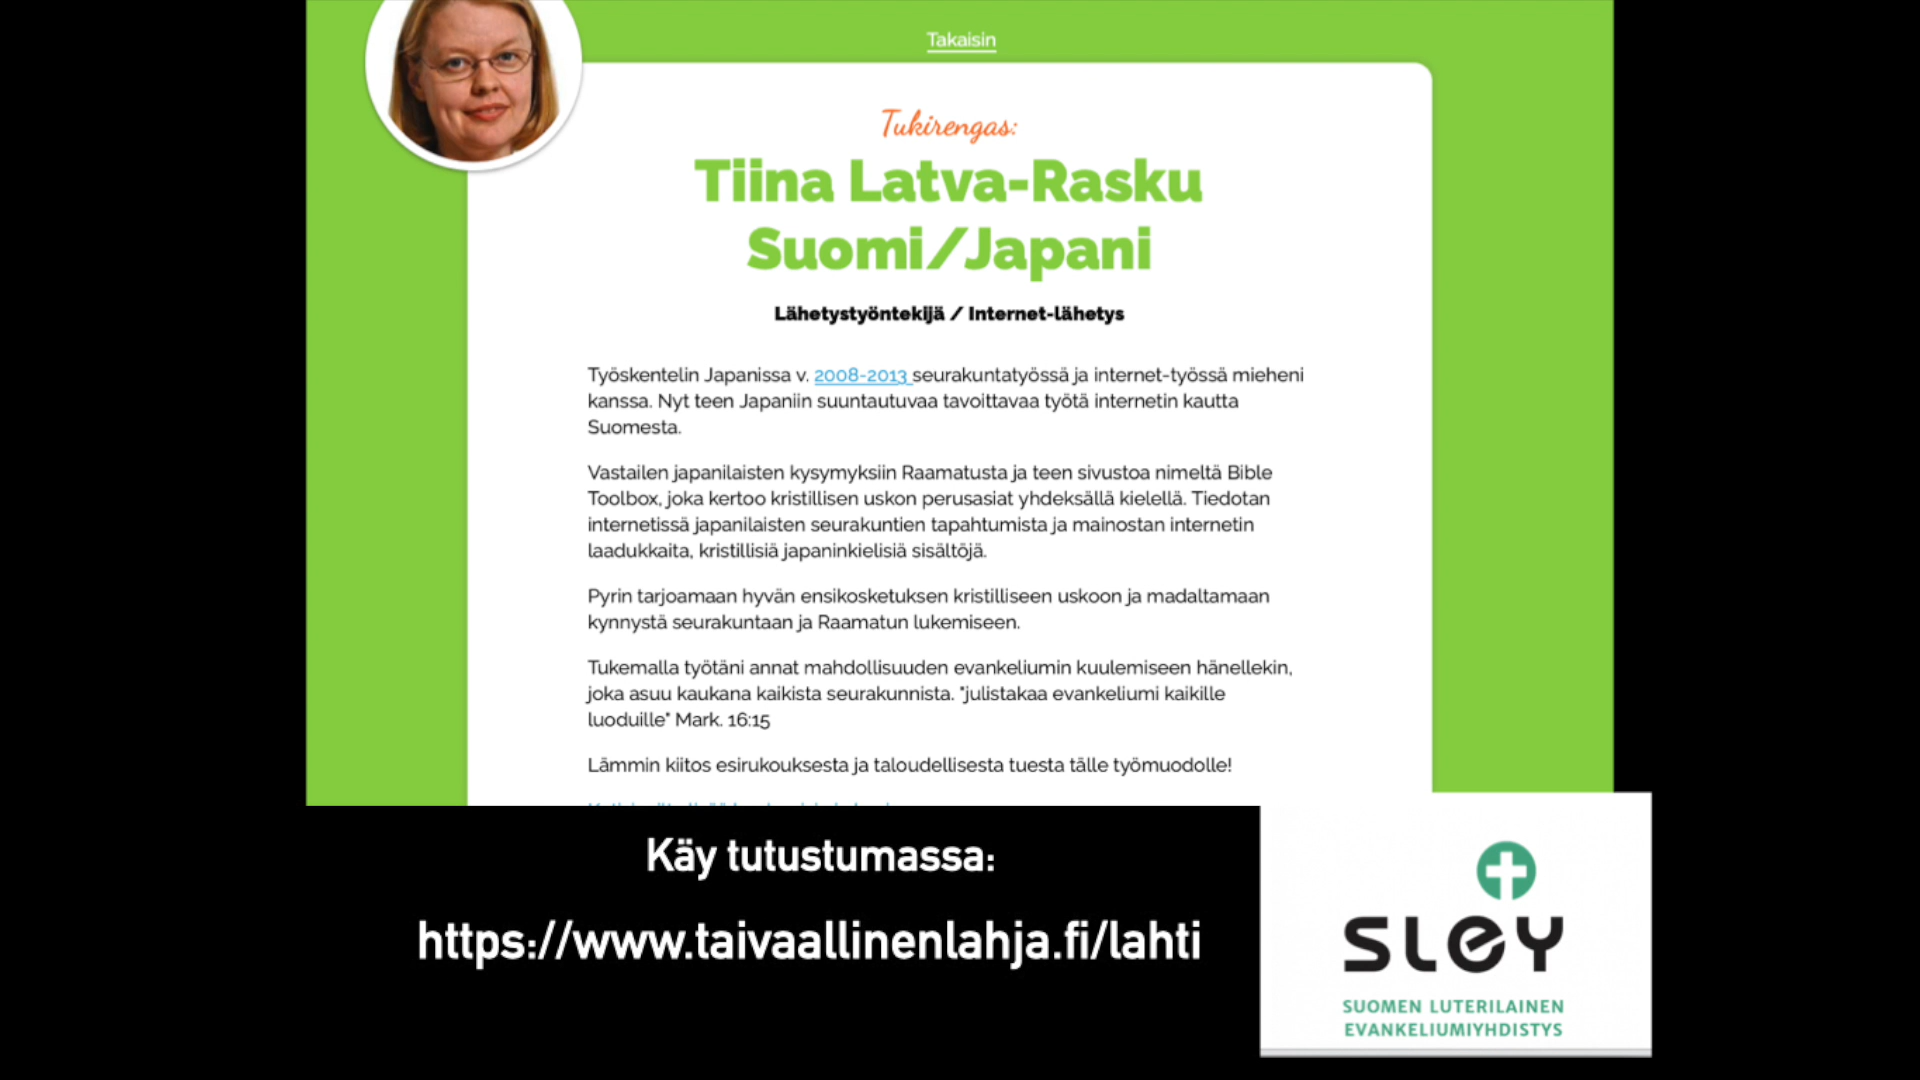 Takaisin
Tukirengas:
Tiina Latva-Rasku
Suomi/Japani
Lähetystyöntekijä / Internet-lähetys
Työskentelin Japanissa v. 2008-2013 seurakuntatyössä ja internet-työssä mieheni
kanssa. Nyt teen Japaniin suuntautuvaa tavoittavaa työtä internetin kautta
Suomesta.
Vastailen japanilaisten kysymyksiin Raamatusta ja teen sivustoa nimeltä Bible
Toolbox, joka kertoo kristillisen uskon perusasiat yhdeksällä kielellä. Tiedotan
internetissä japanilaisten seurakuntien tapahtumista ja mainostan internetin
laadukkaita, kristillisiä japaninkielisiä sisältöjä.
Pyrin tarjoamaan hyvän ensikosketuksen kristilliseen uskoon ja madaltamaan
kynnystä seurakuntaan ja Raamatun lukemiseen.
Tukemalla työtäni annat mahdollisuuden evankeliumin kuulemiseen hänellekin,
joka asuu kaukana kaikista seurakunnista. "julistakaa evankeliumi kaikille
luoduille" Mark. 16:15
Lämmin kiitos esirukouksesta ja taloudellisesta tuesta tälle työmuodolle!
Käy tutustumassa:
https://www.taivaallinenlahja.fi/lahti
SLEY
SUOMEN LUTERILAINEN
EVANKELIUMIYHDISTYS